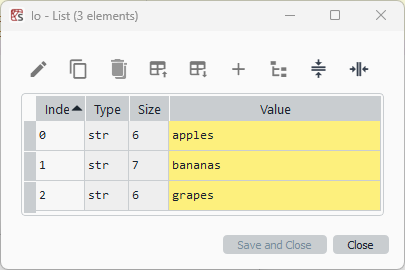 lo - List (3 elements)
Inde Type Size Value
0 str 6 apples
1 str 7 bananas
2 str 6 grapes
Save and Close Close